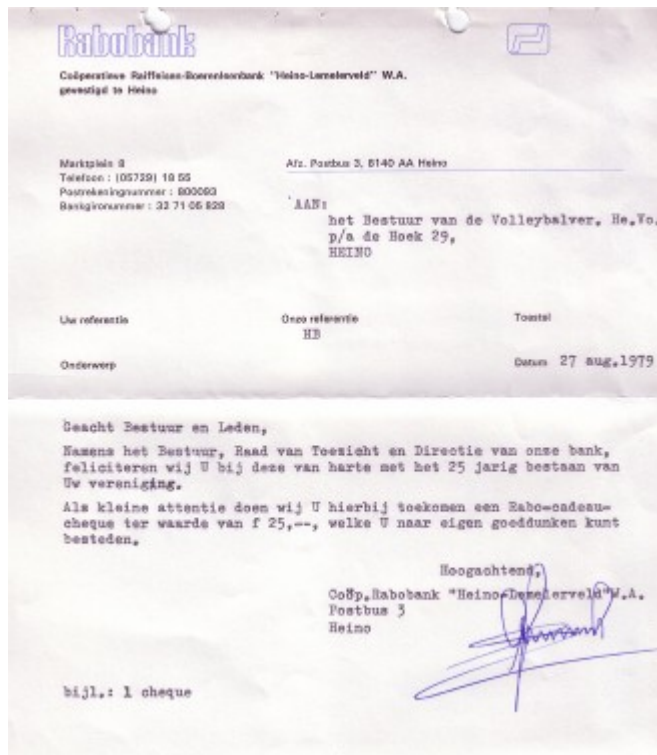 Rabobank
Coöperatieve Raiffeisen-Boerenleenbank "Heino-Lemelerveld" W.A.
gevestigd te Heino
Marktplein 8
Telefoon : (05729) 18 55
Postrekeningnummer : 800093
Bankgironummer : 32 71 05 828
Afz. Postbus 3, 8140 AA Heino
AAN:
het Bestuur van de Volleybalver. He.Vo.
p/a de Hoek 29,
HEINO
Uw referentie
Onze referentie
Toestel
HB
Onderwerp
Datum 27 aug.1979
Geacht Bestuur en Leden,
Namens het Bestuur, Raad van Toezicht en Directie van onze bank,
feliciteren wij U bij deze van harte met het 25 jarig bestaan van
Uw vereniging.
Als kleine attentie doen wij U hierbij toekomen een Rabo-cadeau-
cheque ter waarde van f 25,--, welke U naar eigen goeddunken kunt
besteden.
Hoogachtend,
Coöp.Rabobank "Heino-Lemelerveld"W.A.
Postbus 3
Heino
bijl.: 1 cheque